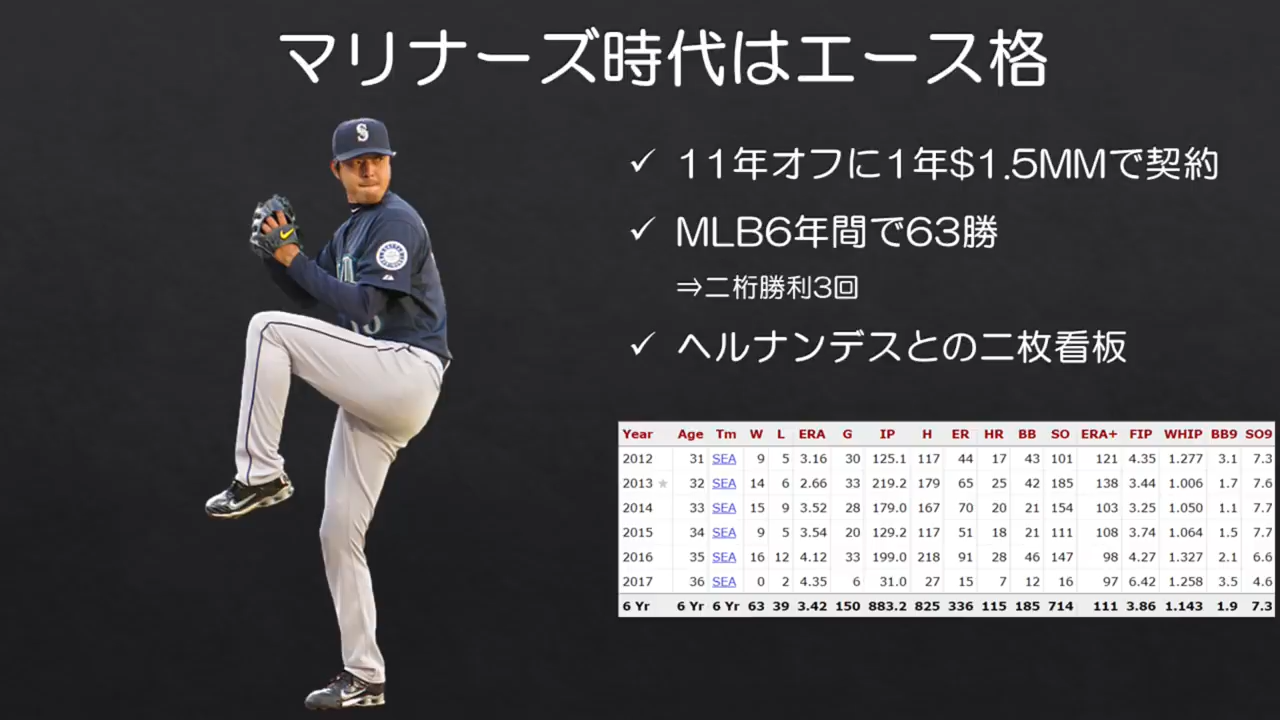 マリナーズ時代はエース格
✓ 11年オフに1年$1.5MMで契約
✓ MLB6年間で63勝
⇒二桁勝利3回
✓ ヘルナンデスとの二枚看板
S
Year Age Tm W L ERA G IP H ER HR BB SO ERA+ FIP WHIP BB9 SO9
2012 31 SEA 9 5 3.16 30 125.1 117 44 17 43 101 121 4.35 1.277 3.1 7.3
2013 ★ 32 SEA 14 6 2.66 33 219.2 179 65 25 42 185 138 3.44 1.006 1.7 7.6
2014 33 SEA 15 9 3.52 28 179.0 167 70 20 21 154 103 3.25 1.050 1.1 7.7
2015 34 SEA 9 5 3.54 20 129.2 117 51 18 21 111 108 3.74 1.064 1.5 7.7
2016 35 SEA 16 12 4.12 33 199.0 218 91 28 46 147 98 4.27 1.327 2.1 6.6
2017 36 SEA 0 2 4.35 6 31.0 27 15 7 12 16 97 6.42 1.258 3.5 4.6
6 Yr 6 Yr 6 Yr 63 39 3.42 150 883.2 825 336 115 185 714 111 3.86 1.143 1.9 7.3